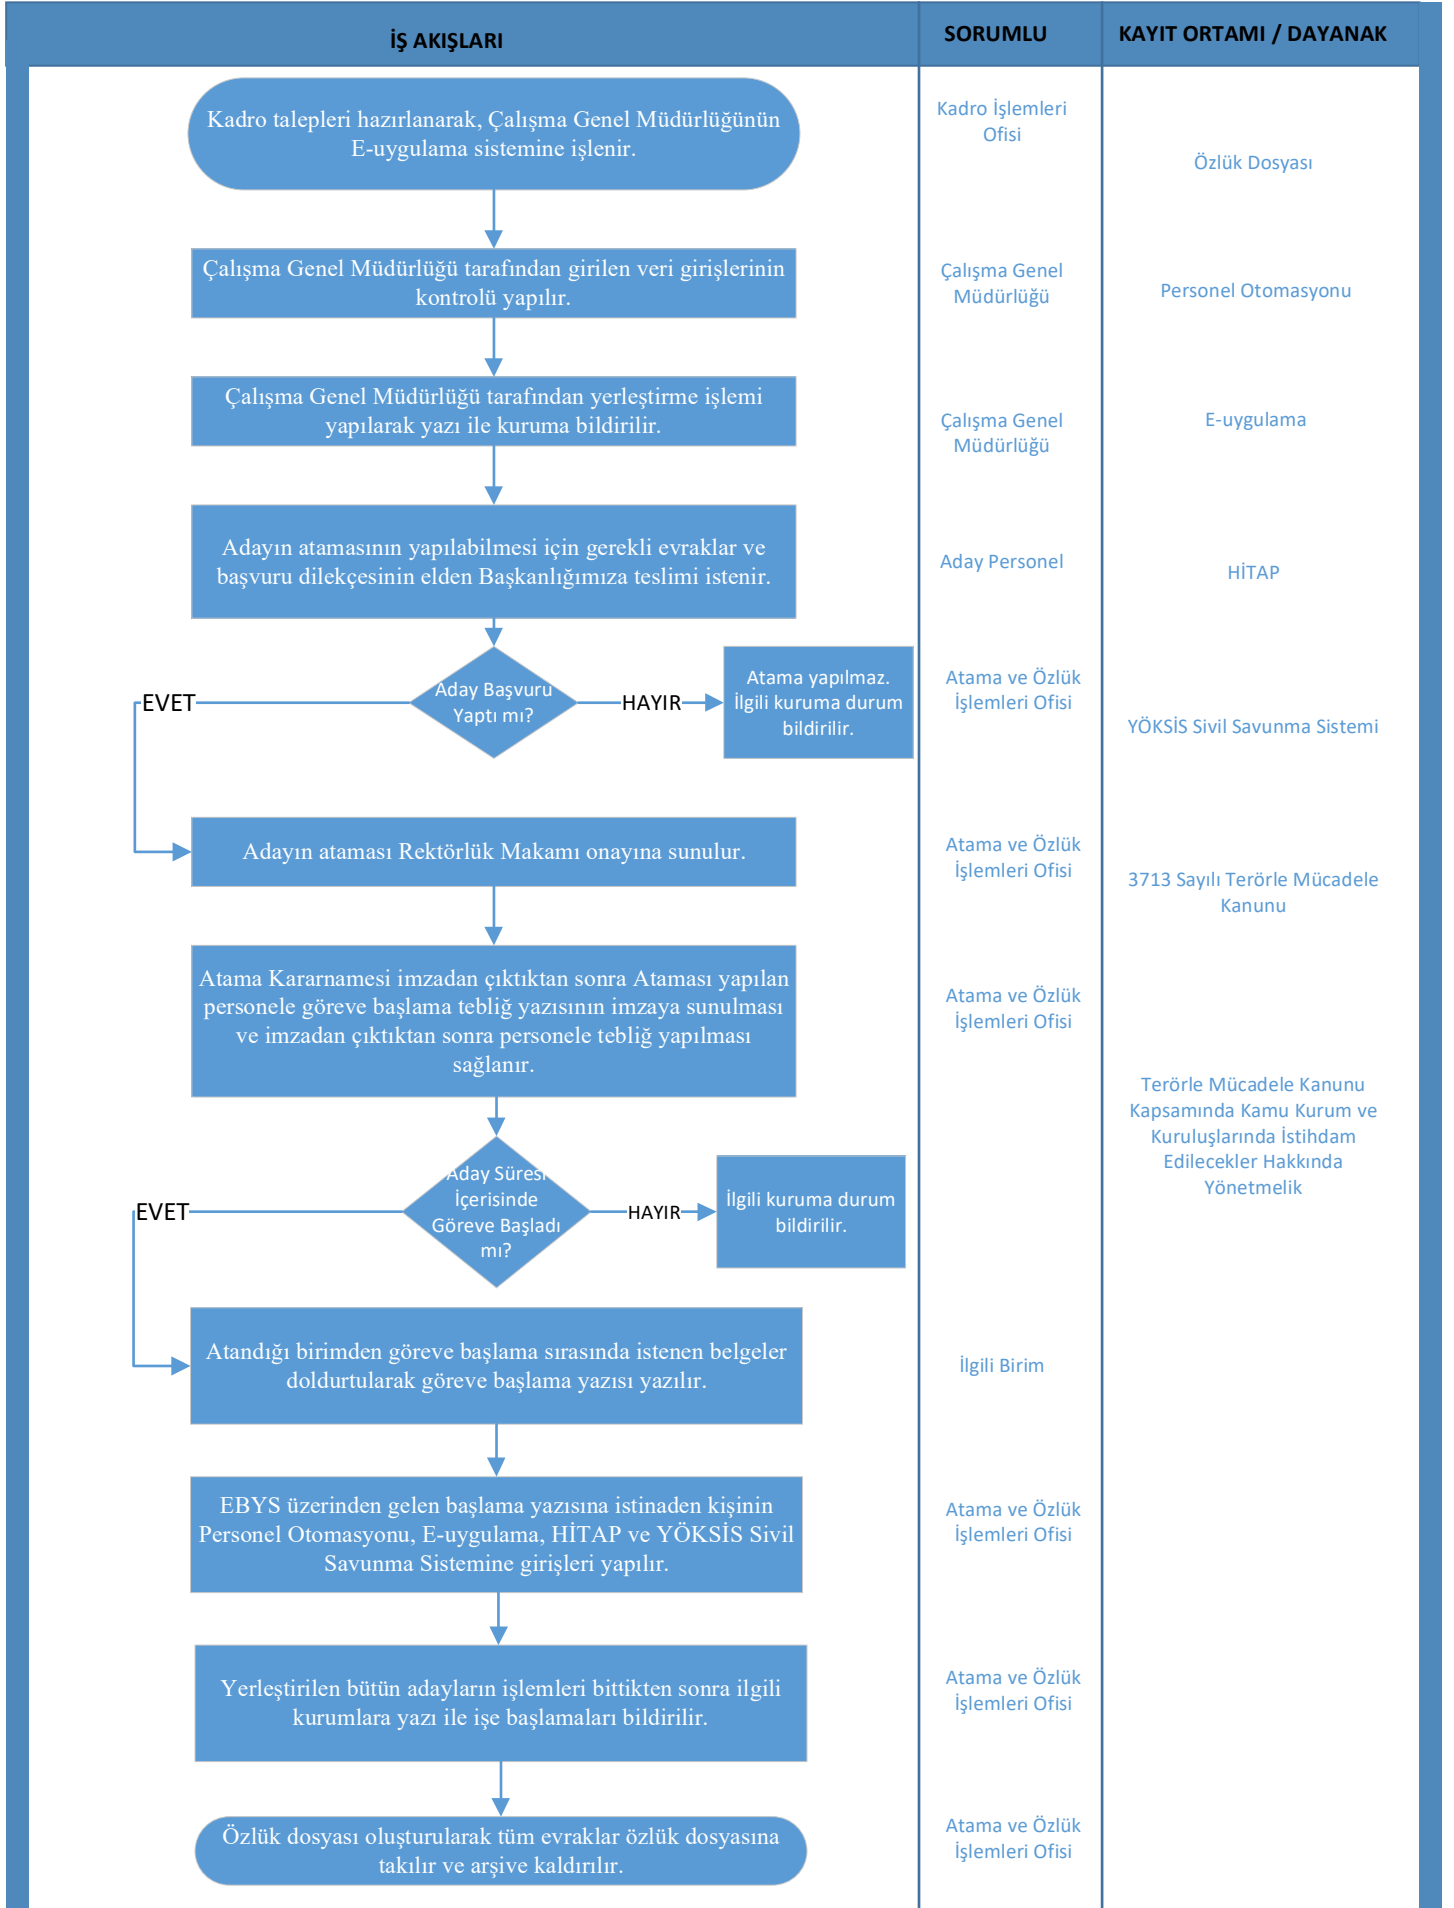 İŞ AKIŞLARI
SORUMLU
KAYIT ORTAMI / DAYANAK
Kadro talepleri hazırlanarak, Çalışma Genel Müdürlüğünün
E-uygulama sistemine işlenir.
Kadro İşlemleri
Ofisi
Özlük Dosyası
Çalışma Genel Müdürlüğü tarafından girilen veri girişlerinin
kontrolü yapılır.
Çalışma Genel
Müdürlüğü
Personel Otomasyonu
Çalışma Genel Müdürlüğü tarafından yerleştirme işlemi
yapılarak yazı ile kuruma bildirilir.
Çalışma Genel
Müdürlüğü
E-uygulama
Adayın atamasının yapılabilmesi için gerekli evraklar ve
başvuru dilekçesinin elden Başkanlığımıza teslimi istenir.
Aday Personel
HİTAP
EVET
Aday Başvuru
Yaptı mı?
HAYIR
Atama yapılmaz.
İlgili kuruma durum
bildirilir.
Atama ve Özlük
İşlemleri Ofisi
YÖKSİS Sivil Savunma Sistemi
Adayın ataması Rektörlük Makamı onayına sunulur.
Atama ve Özlük
İşlemleri Ofisi
3713 Sayılı Terörle Mücadele
Kanunu
Atama Kararnamesi imzadan çıktıktan sonra Ataması yapılan
personele göreve başlama tebliğ yazısının imzaya sunulması
ve imzadan çıktıktan sonra personele tebliğ yapılması
sağlanır.
Atama ve Özlük
İşlemleri Ofisi
Terörle Mücadele Kanunu
Kapsamında Kamu Kurum ve
Kuruluşlarında İstihdam
Edilecekler Hakkında
Yönetmelik
EVET
Aday Süresi
İçerisinde
Göreve Başladı
mı?
HAYIR
İlgili kuruma durum
bildirilir.
Atandığı birimden göreve başlama sırasında istenen belgeler
doldurtularak göreve başlama yazısı yazılır.
İlgili Birim
EBYS üzerinden gelen başlama yazısına istinaden kişinin
Personel Otomasyonu, E-uygulama, HİTAP ve YÖKSİS Sivil
Savunma Sistemine girişleri yapılır.
Atama ve Özlük
İşlemleri Ofisi
Yerleştirilen bütün adayların işlemleri bittikten sonra ilgili
kurumlara yazı ile işe başlamaları bildirilir.
Atama ve Özlük
İşlemleri Ofisi
Özlük dosyası oluşturularak tüm evraklar özlük dosyasına
takılır ve arşive kaldırılır.
Atama ve Özlük
İşlemleri Ofisi